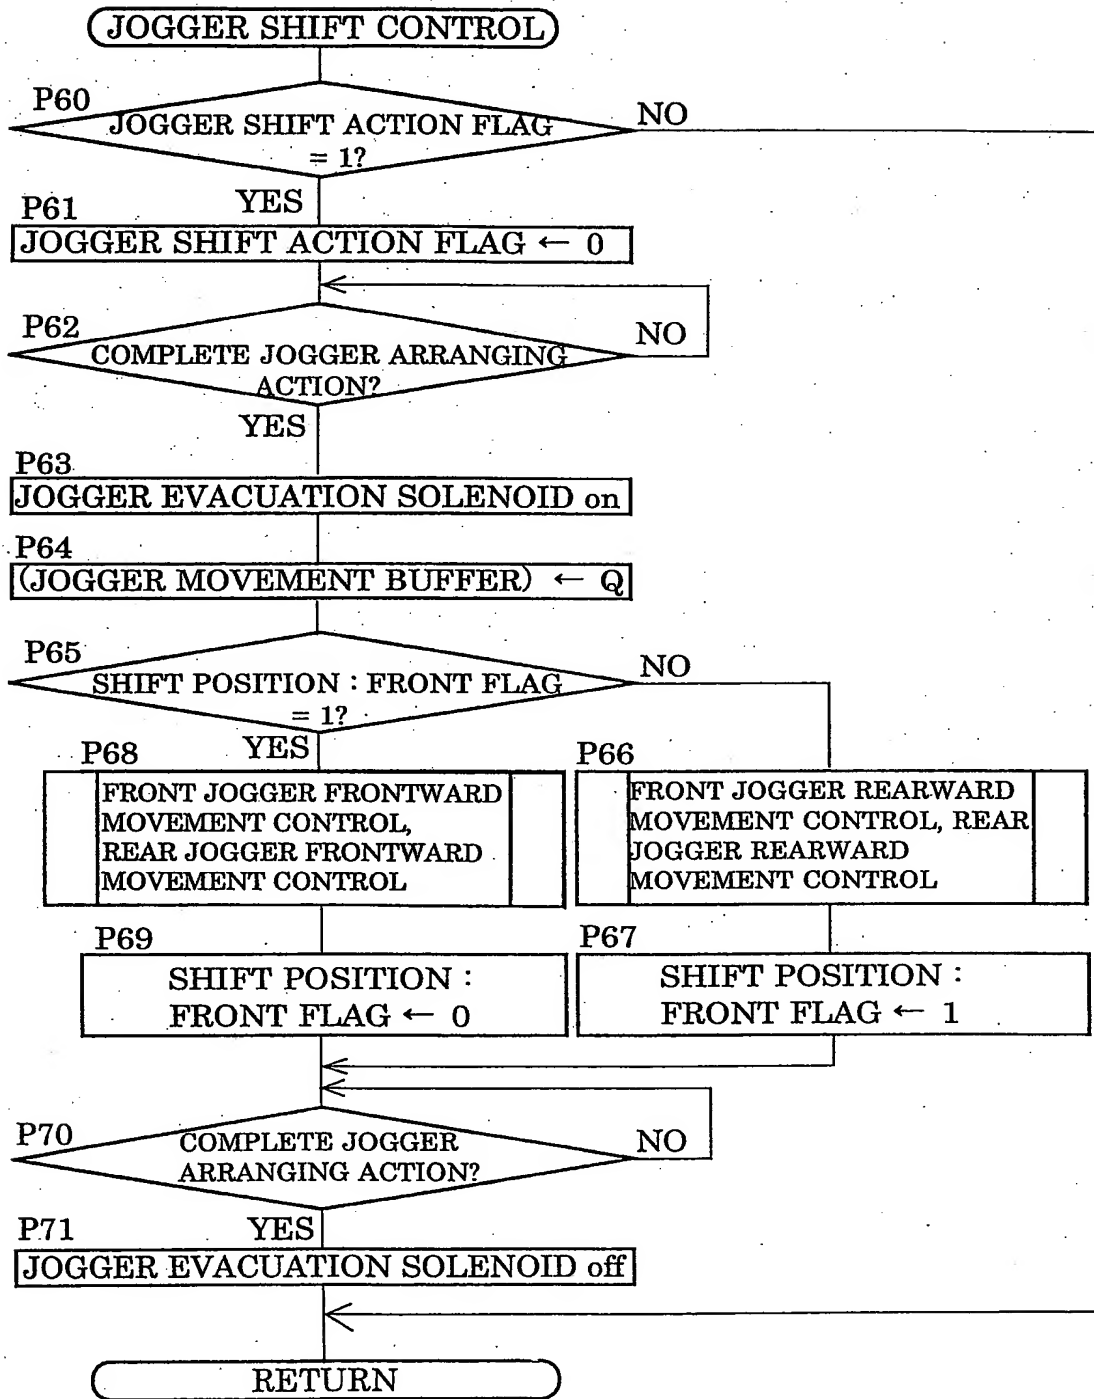 JOGGER SHIFT CONTROL
P60
JOGGER SHIFT ACTION FLAG
= 1?
NO
YES
P61
JOGGER SHIFT ACTION FLAG ← 0
P62
COMPLETE JOGGER ARRANGING
ACTION?
NO
YES
P63
JOGGER EVACUATION SOLENOID on
P64
(JOGGER MOVEMENT BUFFER) ← Q
P65
SHIFT POSITION : FRONT FLAG
= 1?
NO
YES
P68
FRONT JOGGER FRONTWARD
MOVEMENT CONTROL,
REAR JOGGER FRONTWARD
MOVEMENT CONTROL
P66
FRONT JOGGER REARWARD
MOVEMENT CONTROL, REAR
JOGGER REARWARD
MOVEMENT CONTROL
P69
SHIFT POSITION :
FRONT FLAG ← 0
P67
SHIFT POSITION :
FRONT FLAG ← 1
P70
COMPLETE JOGGER
ARRANGING ACTION?
NO
YES
P71
JOGGER EVACUATION SOLENOID off
RETURN